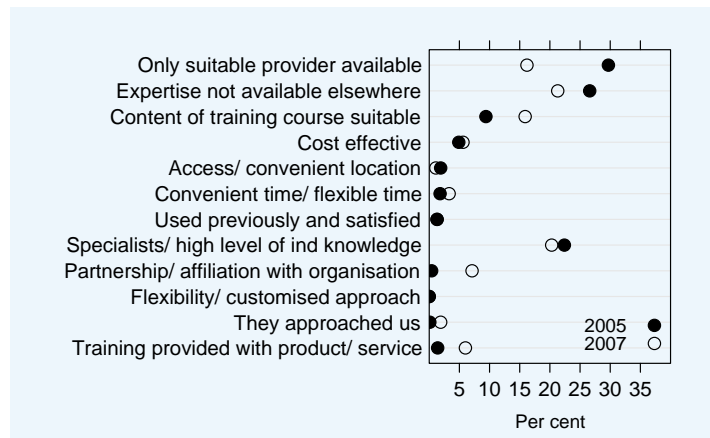 Only suitable provider available
Expertise not available elsewhere
Content of training course suitable
Cost effective
Access/ convenient location
Convenient time/ flexible time
Used previously and satisfied
Specialists/ high level of ind knowledge
Partnership/ affiliation with organisation
Flexibility/ customised approach
They approached us
Training provided with product/ service
2005
2007
5 10 15 20 25 30 35
Per cent